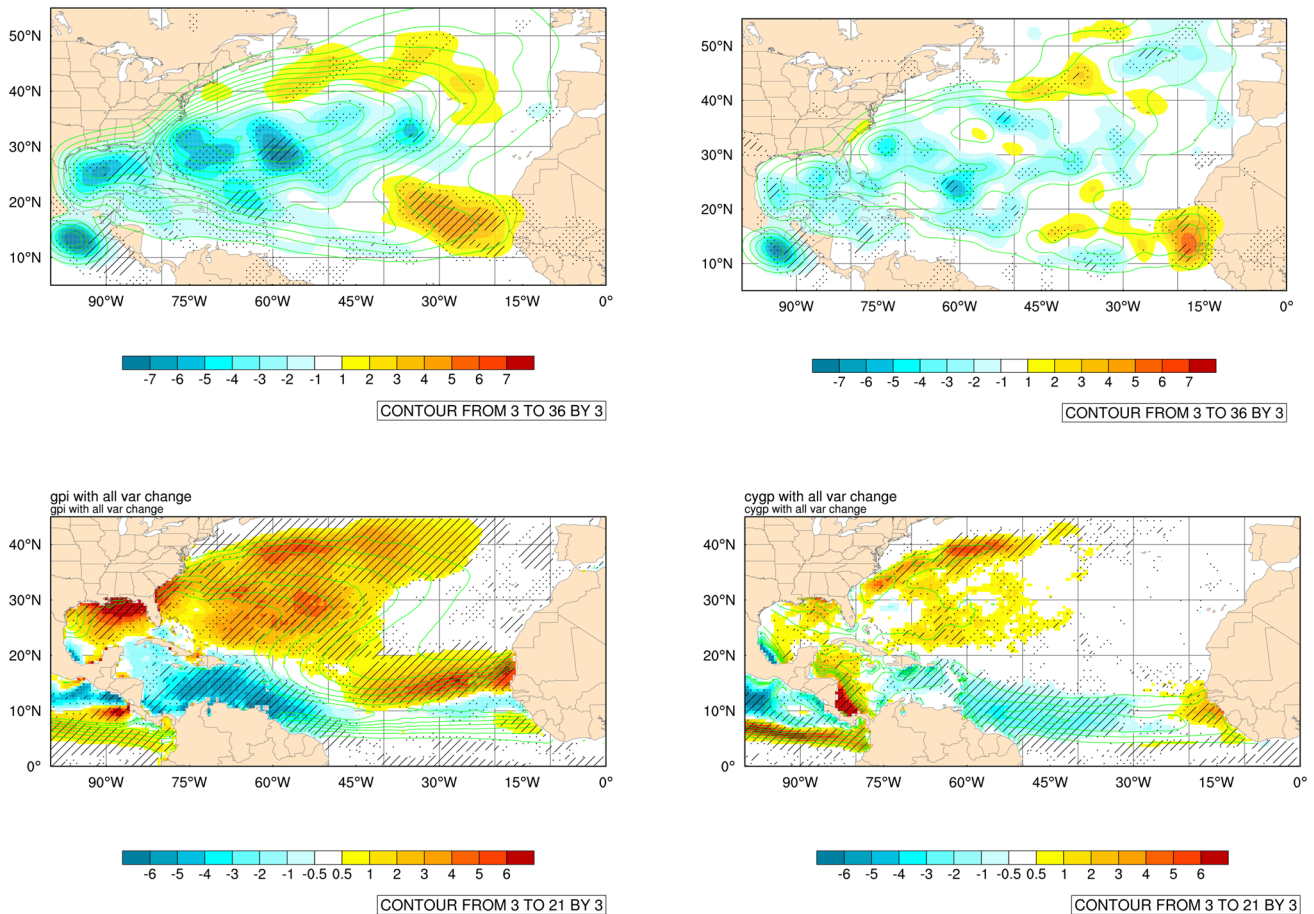 50°N
40°N
30°N
20°N
10°N
90°W 75°W 60°W 45°W 30°W 15°W 0°
-7 -6 -5 -4 -3 -2 -1 1 2 3 4 5 6 7
CONTOUR FROM 3 TO 36 BY 3
50°N
40°N
30°N
20°N
10°N
90°W 75°W 60°W 45°W 30°W 15°W 0°
-7 -6 -5 -4 -3 -2 -1 1 2 3 4 5 6 7
CONTOUR FROM 3 TO 36 BY 3
gpi with all var change
gpi with all var change
40°N
30°N
20°N
10°N
0°
90°W 75°W 60°W 45°W 30°W 15°W 0°
-6 -5 -4 -3 -2 -1 -0.5 0.5 1 2 3 4 5 6
CONTOUR FROM 3 TO 21 BY 3
cygp with all var change
cygp with all var change
40°N
30°N
20°N
10°N
0°
90°W 75°W 60°W 45°W 30°W 15°W 0°
-6 -5 -4 -3 -2 -1 -0.5 0.5 1 2 3 4 5 6
CONTOUR FROM 3 TO 21 BY 3